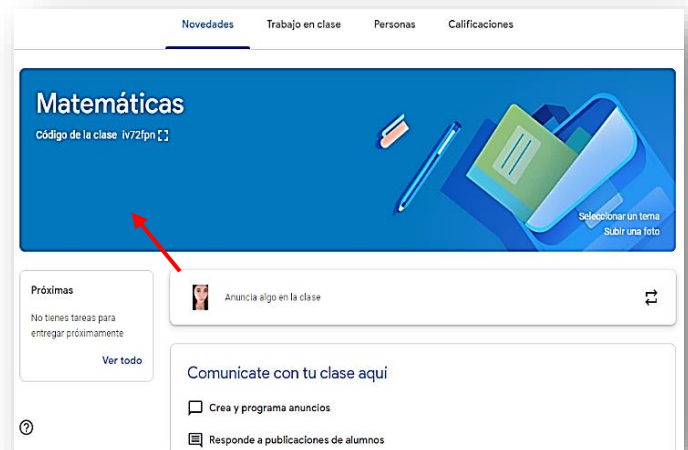 Novedades Trabajo en clase Personas Calificaciones
Matemáticas
Código de la clase iv72fpn
Seleccionar un tema
Subir una foto
Próximas
No tienes tareas para
entregar próximamente
Ver todo
Anuncia algo en la clase
Comunícate con tu clase aquí
Crea y programa anuncios
Responde a publicaciones de alumnos